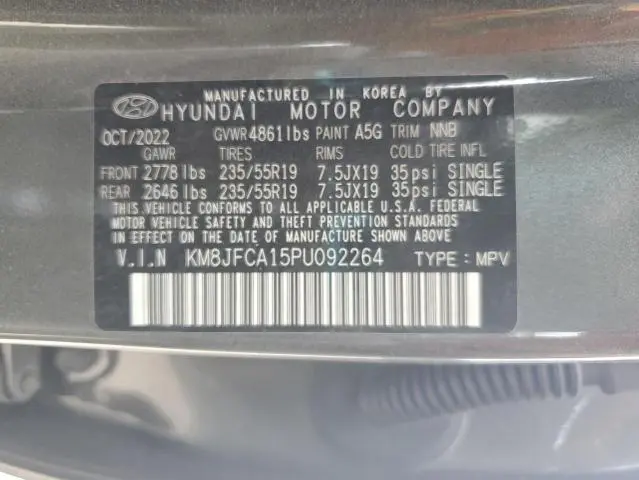 MANUFACTURED IN KOREA BY
HYUNDAI MOTOR COMPANY
OCT/2022 GVWR 4861lbs PAINT A5G TRIM NNB
GAWR TIRES RIMS COLD TIRE INFL
FRONT 2778lbs 235/55R19 7.5JX19 35psi SINGLE
REAR 2646lbs 235/55R19 7.5JX19 35psi SINGLE
THIS VEHICLE CONFORMS TO ALL APPLICABLE U.S.A. FEDERAL
MOTOR VEHICLE SAFETY AND THEFT PREVENTION STANDARDS
IN EFFECT ON THE DATE OF MANUFACTURE SHOWN ABOVE
V.I.N KM8JFCA15PU092264 TYPE : MPV